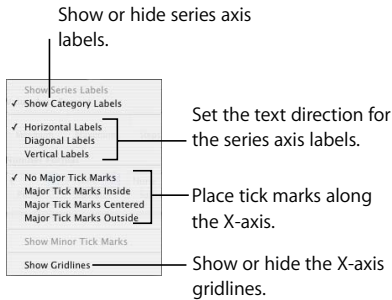 Show or hide series axis
labels.
Show Series Labels
✓ Show Category Labels
✓ Horizontal Labels
Diagonal Labels
Vertical Labels
Set the text direction for
the series axis labels.
✓ No Major Tick Marks
Major Tick Marks Inside
Major Tick Marks Centered
Major Tick Marks Outside
Place tick marks along
the X-axis.
Show Minor Tick Marks
Show Gridlines
Show or hide the X-axis
gridlines.